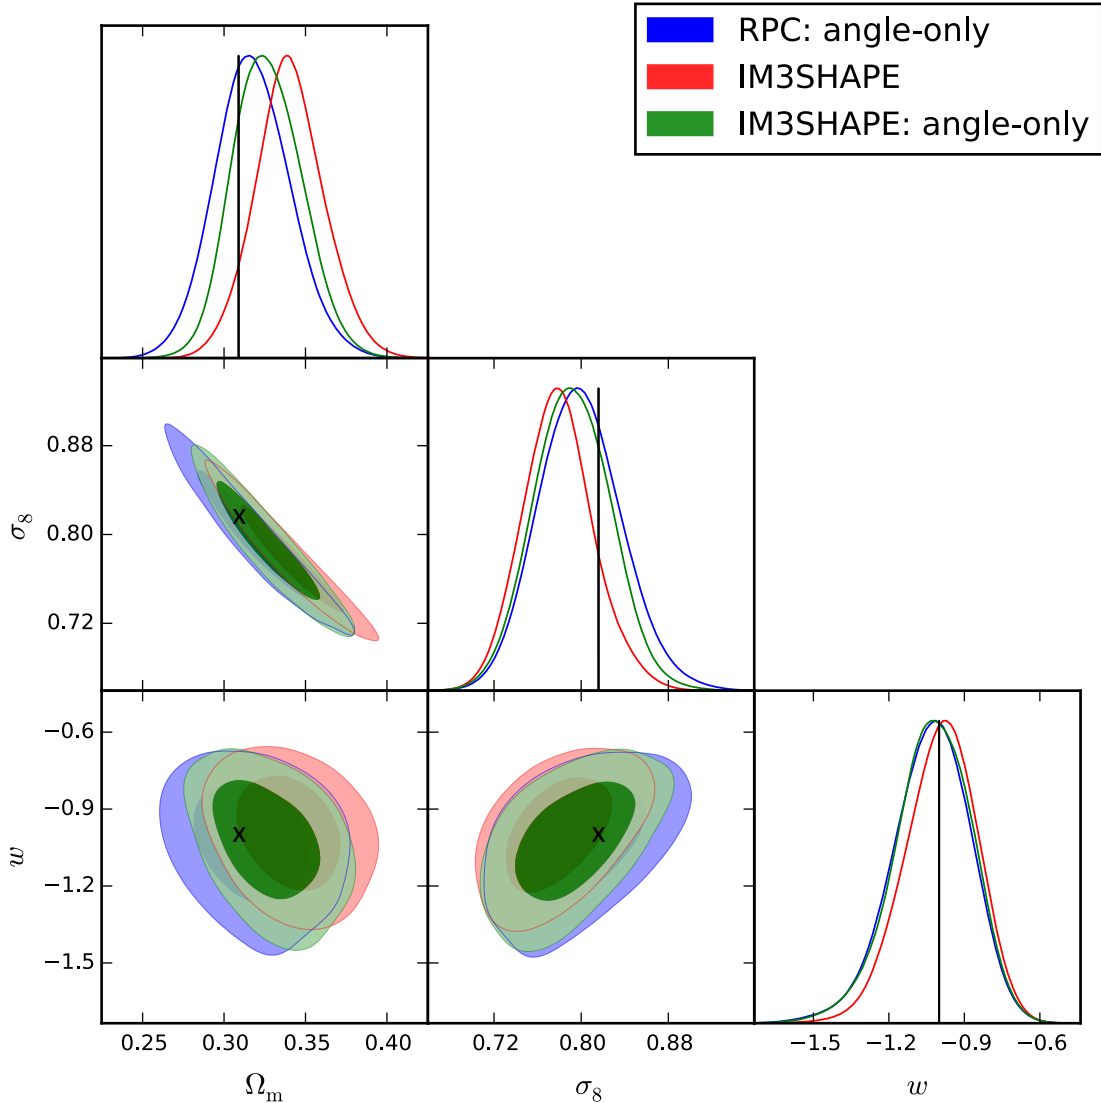 RPC: angle-only
IM3SHAPE
IM3SHAPE: angle-only
0.88
0.80
0.72
σ8
x
−0.6
−0.9
−1.2
−1.5
w
x
x
0.25 0.30 0.35 0.40
0.72 0.80 0.88
−1.5 −1.2 −0.9 −0.6
Ωm
σ8
w